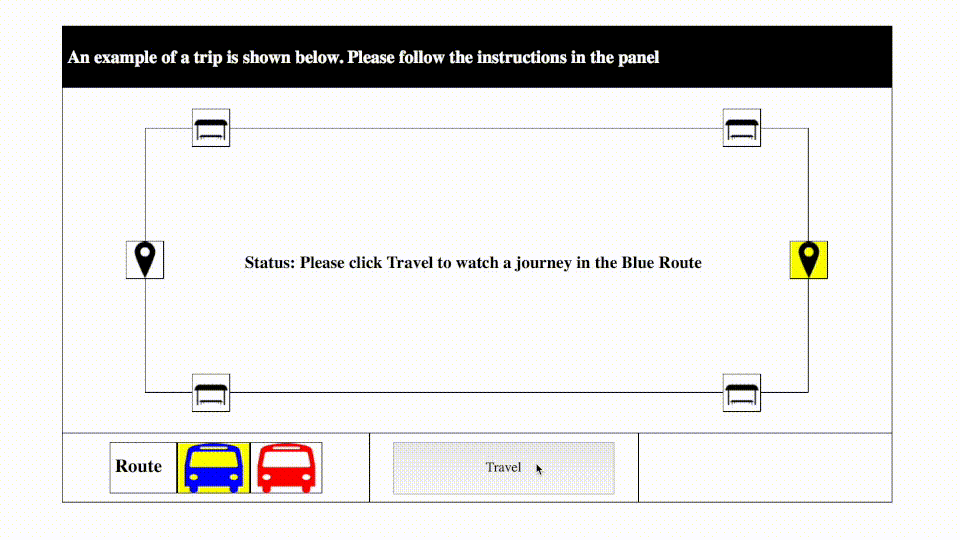 An example of a trip is shown below. Please follow the instructions in the panel
Status: Please click Travel to watch a journey in the Blue Route
Route
Travel